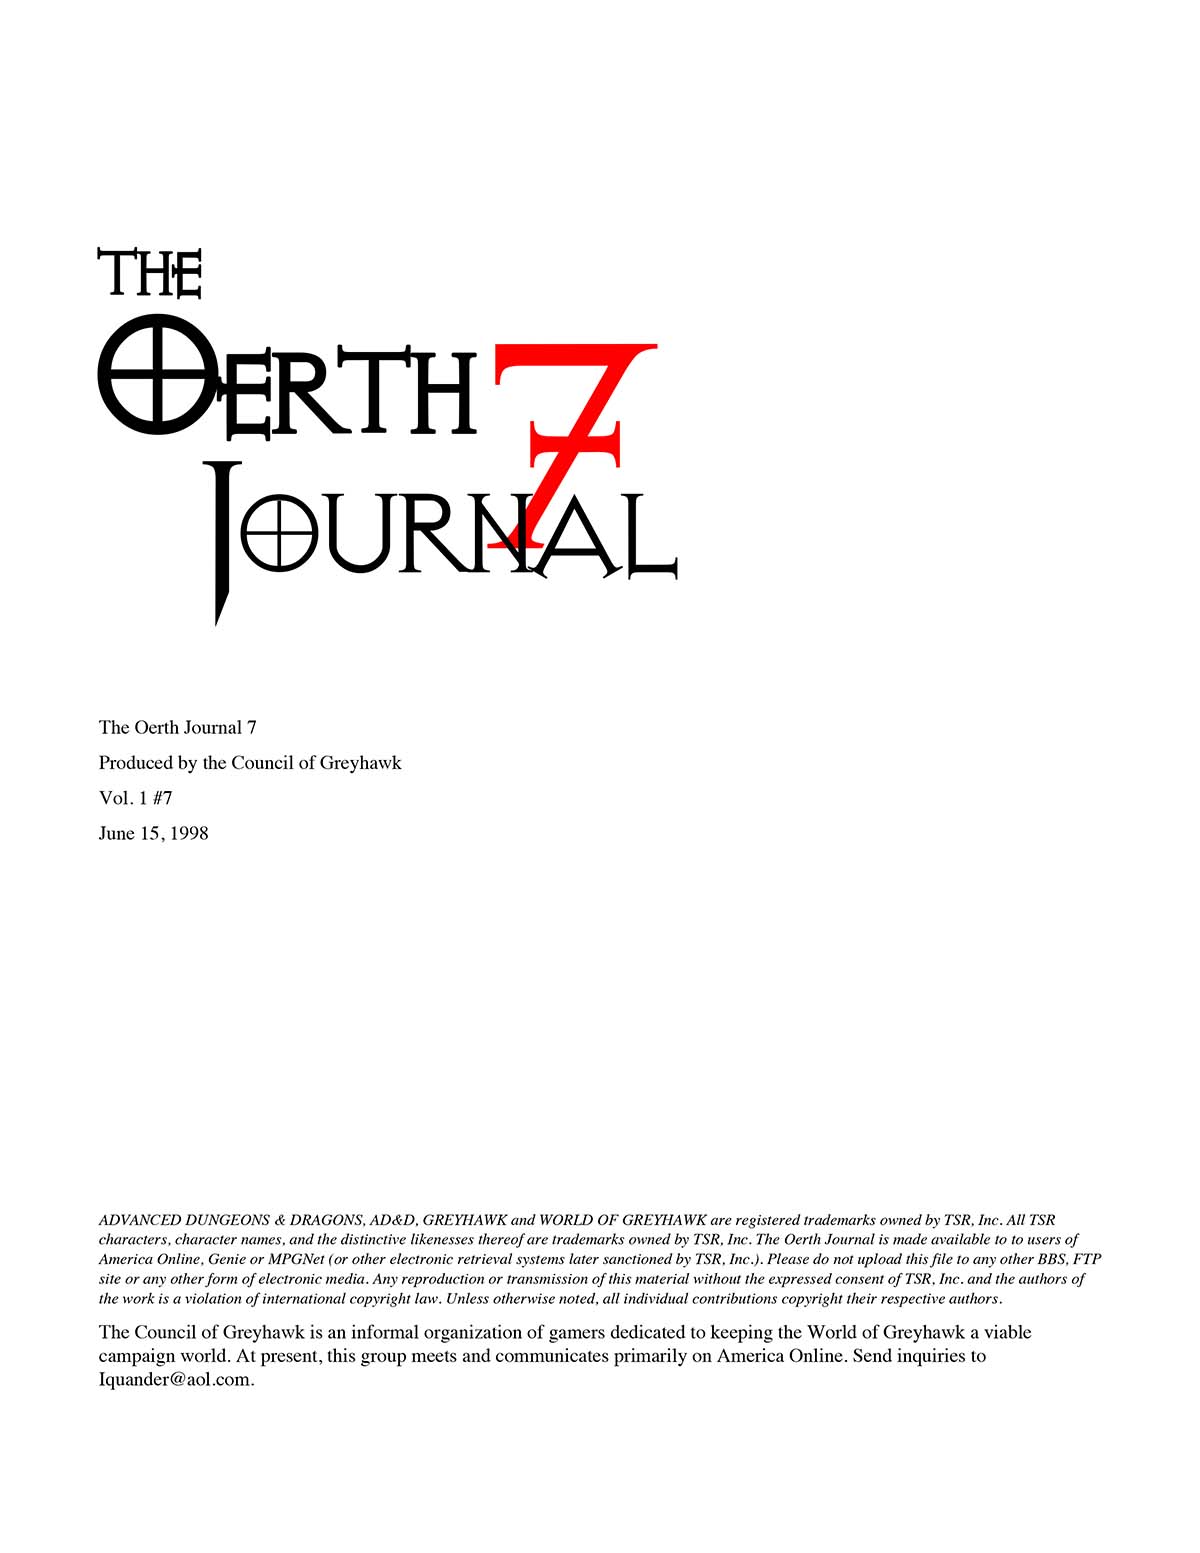 THE
OERTH 7
JOURNAL
The Oerth Journal 7
Produced by the Council of Greyhawk
Vol. 1 #7
June 15, 1998
ADVANCED DUNGEONS & DRAGONS, AD&D, GREYHAWK and WORLD OF GREYHAWK are registered trademarks owned by TSR, Inc. All TSR
characters, character names, and the distinctive likenesses thereof are trademarks owned by TSR, Inc. The Oerth Journal is made available to to users of
America Online, Genie or MPGNet (or other electronic retrieval systems later sanctioned by TSR, Inc.). Please do not upload this file to any other BBS, FTP
site or any other form of electronic media. Any reproduction or transmission of this material without the expressed consent of TSR, Inc. and the authors of
the work is a violation of international copyright law. Unless otherwise noted, all individual contributions copyright their respective authors.
The Council of Greyhawk is an informal organization of gamers dedicated to keeping the World of Greyhawk a viable
campaign world. At present, this group meets and communicates primarily on America Online. Send inquiries to
Iquander@aol.com.